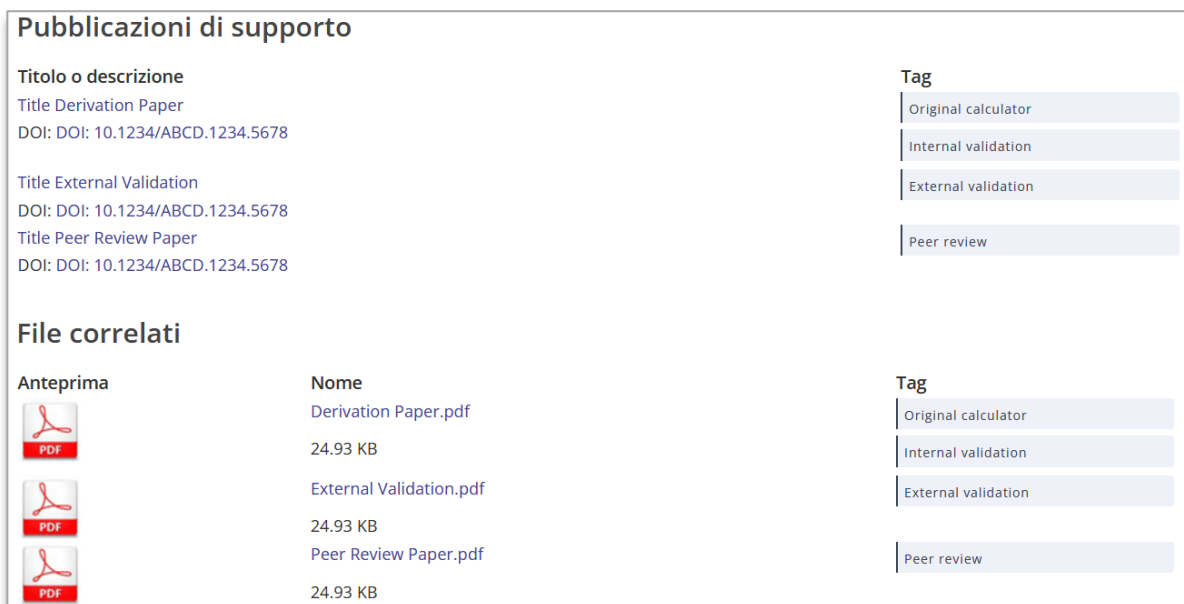 Pubblicazioni di supporto
Titolo o descrizione Tag
Title Derivation Paper Original calculator
DOI: DOI: 10.1234/ABCD.1234.5678
Internal validation
Title External Validation External validation
DOI: DOI: 10.1234/ABCD.1234.5678
Title Peer Review Paper Peer review
DOI: DOI: 10.1234/ABCD.1234.5678
File correlati
Anteprima Nome Tag
PDF
Derivation Paper.pdf Original calculator
24.93 KB Internal validation
PDF
External Validation.pdf External validation
24.93 KB
PDF
Peer Review Paper.pdf Peer review
24.93 KB